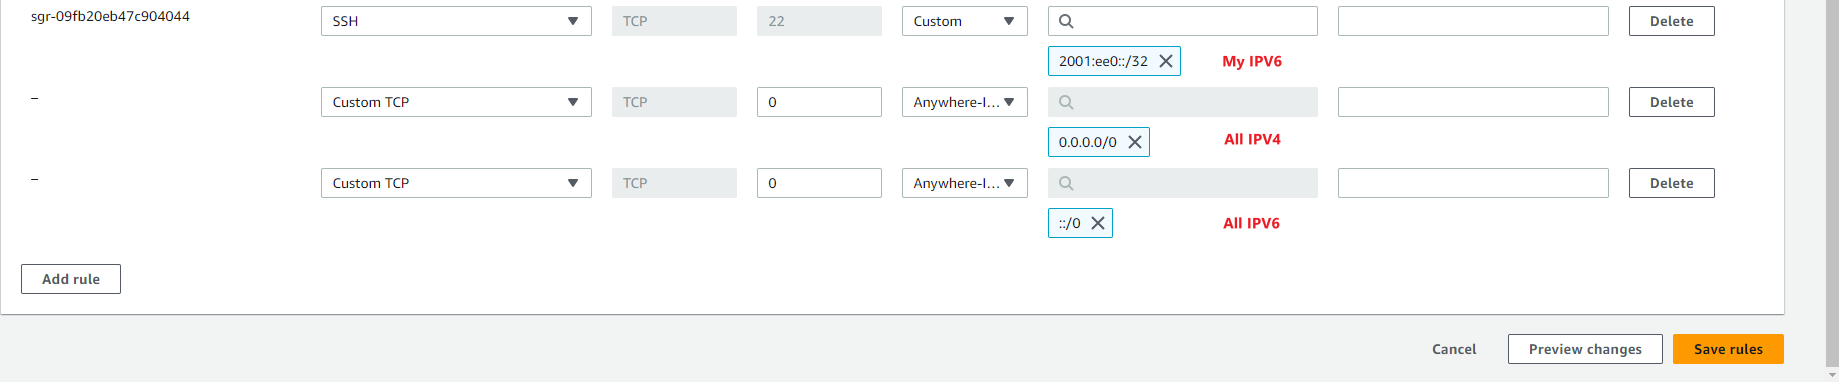 sgr-09fb20eb47c904044 SSH TCP 22 Custom Delete
2001:ee0::/32 My IPV6
– Custom TCP TCP 0 Anywhere-I... Delete
0.0.0.0/0 All IPV4
– Custom TCP TCP 0 Anywhere-I... Delete
::/0 All IPV6
Add rule
Cancel Preview changes Save rules